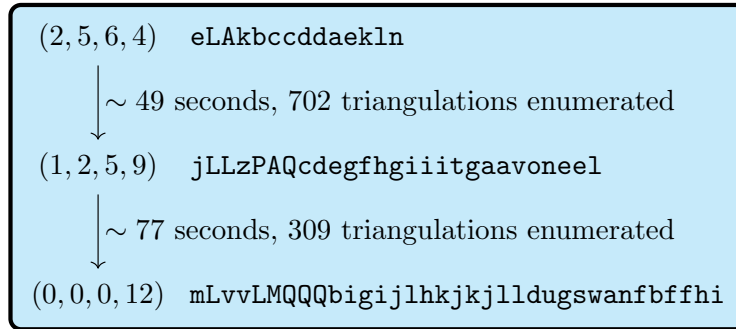 (2, 5, 6, 4) eLAkbccddaekln
∼ 49 seconds, 702 triangulations enumerated
(1, 2, 5, 9) jLLzPAQcdegfhgiiitgaavoneel
∼ 77 seconds, 309 triangulations enumerated
(0, 0, 0, 12) mLvvLMQQQbigijlhkjkjlldugswanfbffhi